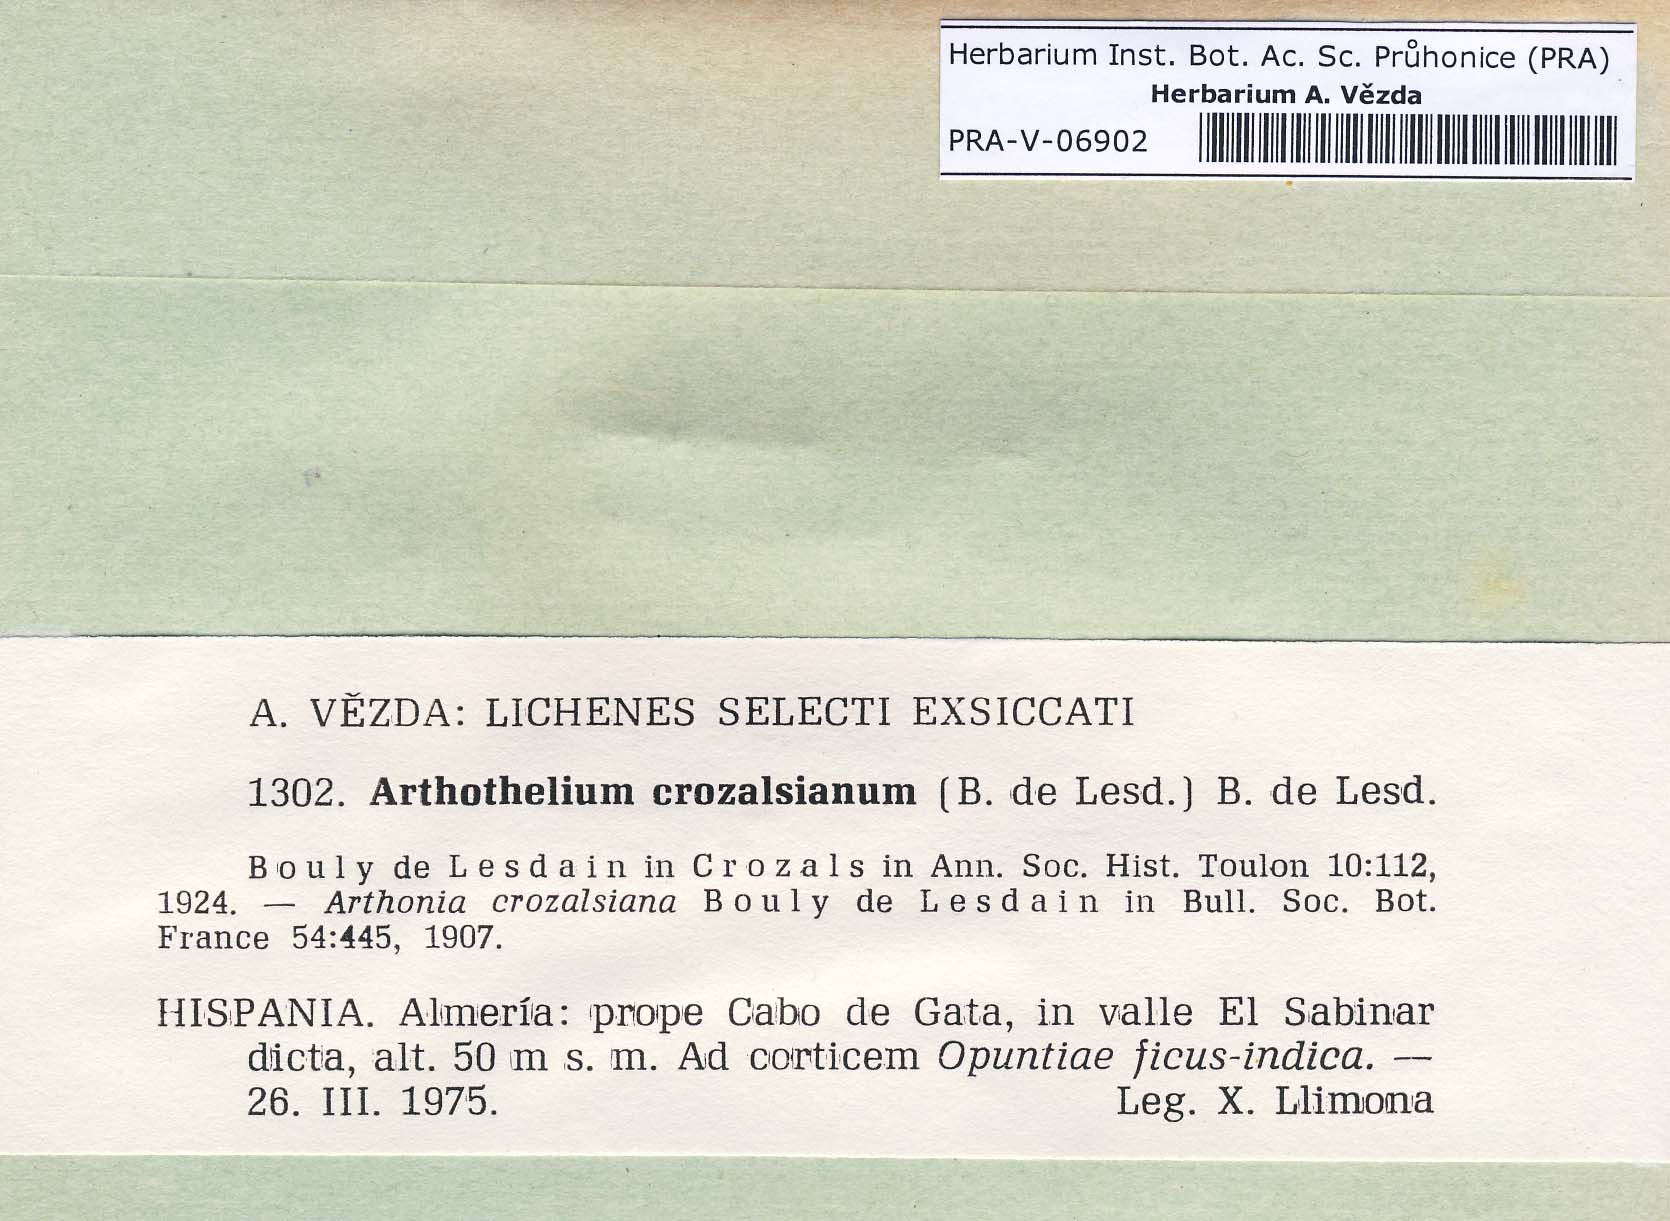 Herbarium Inst. Bot. Ac. Sc. Průhonice (PRA)
Herbarium A. Vězda
PRA-V-06902
A. VĚZDA: LICHENES SELECTI EXSICCATI
1302. Arthothelium crozalsianum (B. de Lesd.) B. de Lesd.
Bouly de Lesdain in Crozals in Ann. Soc. Hist. Toulon 10:112,
1924. — Arthonia crozalsiana Bouly de Lesdain in Bull. Soc. Bot.
France 54:445, 1907.
HISPANIA. Almería: prope Cabo de Gata, in valle El Sabinar
dicta, alt. 50 m s. m. Ad corticem Opuntiae ficus-indica. —
26. III. 1975. Leg. X. Llimona